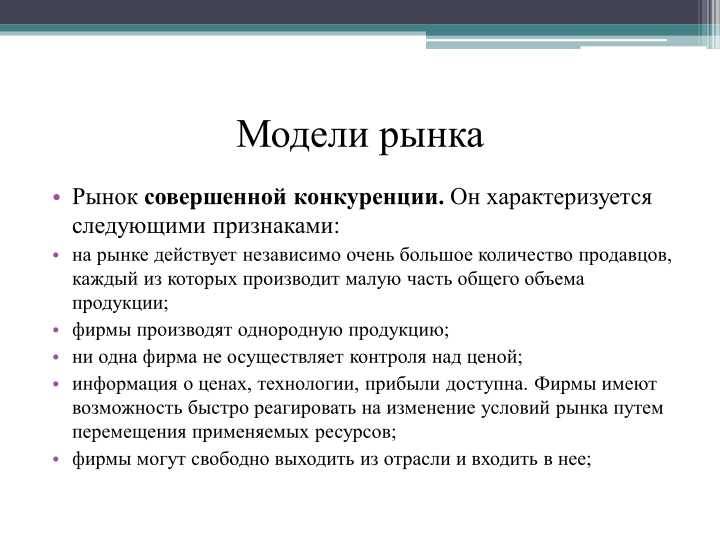 Модели рынка
• Рынок совершенной конкуренции. Он характеризуется
следующими признаками:
• на рынке действует независимо очень большое количество продавцов,
каждый из которых производит малую часть общего объема
продукции;
• фирмы производят однородную продукцию;
• ни одна фирма не осуществляет контроля над ценой;
• информация о ценах, технологии, прибыли доступна. Фирмы имеют
возможность быстро реагировать на изменение условий рынка путем
перемещения применяемых ресурсов;
• фирмы могут свободно выходить из отрасли и входить в нее;